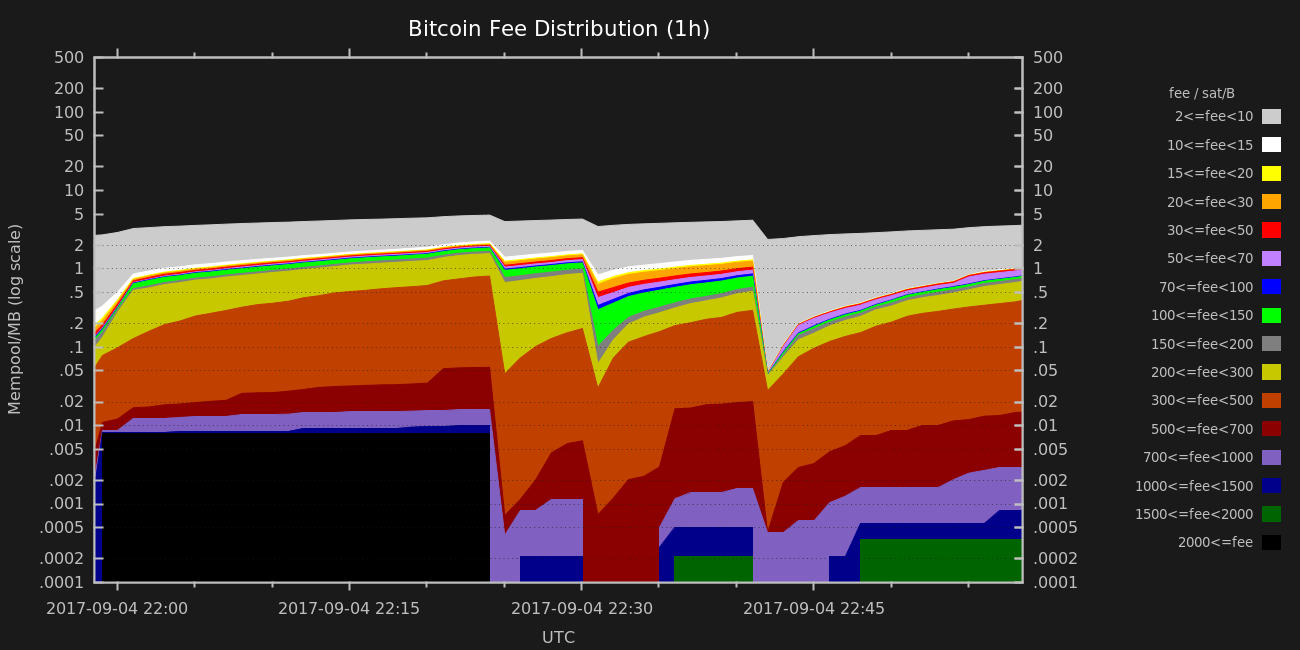 Bitcoin Fee Distribution (1h)
500 500
200 200
100 100
50 50
20 20
10 10
5 5
2 2
1 1
.5 .5
.2 .2
.1 .1
.05 .05
.02 .02
.01 .01
.005 .005
.002 .002
.001 .001
.0005 .0005
.0002 .0002
.0001 .0001
Mempool/MB (log scale)
2017-09-04 22:00 2017-09-04 22:15 2017-09-04 22:30 2017-09-04 22:45
UTC
fee / sat/B
2<=fee<10
10<=fee<15
15<=fee<20
20<=fee<30
30<=fee<50
50<=fee<70
70<=fee<100
100<=fee<150
150<=fee<200
200<=fee<300
300<=fee<500
500<=fee<700
700<=fee<1000
1000<=fee<1500
1500<=fee<2000
2000<=fee